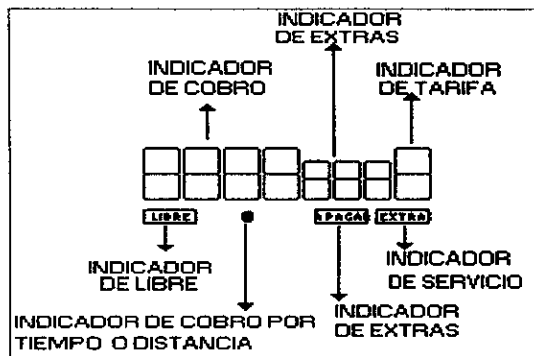 INDICADOR
DE EXTRAS
INDICADOR
DE COBRO
INDICADOR
DE TARIFA
LIBRE
APAGAR
EXTRA
INDICADOR
DE LIBRE
INDICADOR
DE SERVICIO
INDICADOR DE COBRO POR
TIEMPO O DISTANCIA
INDICADOR
DE EXTRAS